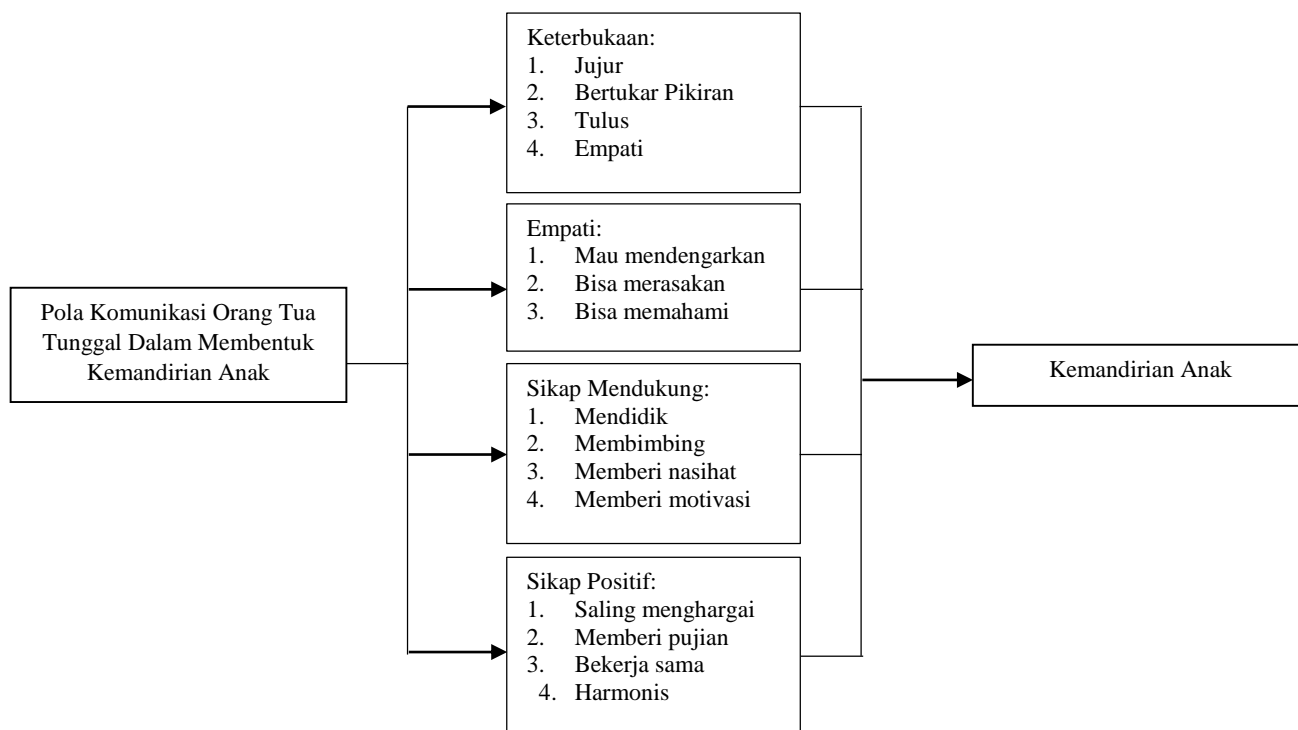 Pola Komunikasi Orang Tua
Tunggal Dalam Membentuk
Kemandirian Anak
Keterbukaan:
1. Jujur
2. Bertukar Pikiran
3. Tulus
4. Empati
Empati:
1. Mau mendengarkan
2. Bisa merasakan
3. Bisa memahami
Sikap Mendukung:
1. Mendidik
2. Membimbing
3. Memberi nasihat
4. Memberi motivasi
Sikap Positif:
1. Saling menghargai
2. Memberi pujian
3. Bekerja sama
4. Harmonis
Kemandirian Anak